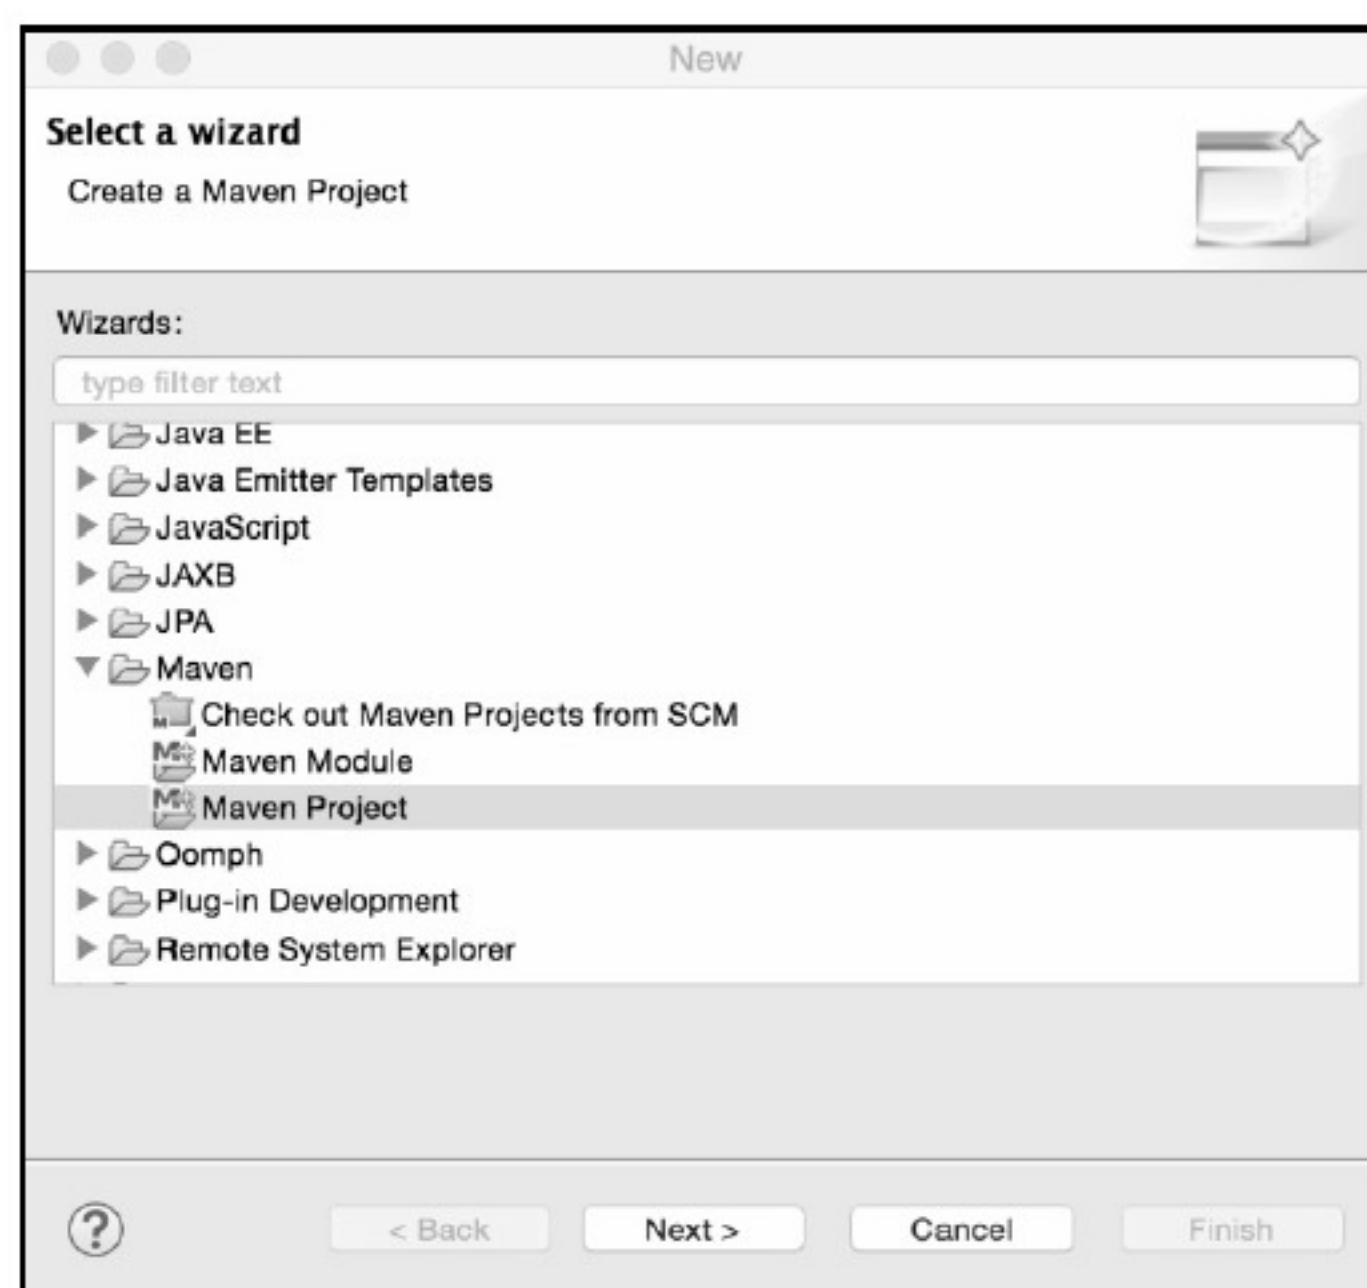 New
Select a wizard
Create a Maven Project
Wizards:
type filter text
Java EE
Java Emitter Templates
JavaScript
JAXB
JPA
Maven
Check out Maven Projects from SCM
Maven Module
Maven Project
Oomph
Plug-in Development
Remote System Explorer
? < Back Next > Cancel Finish